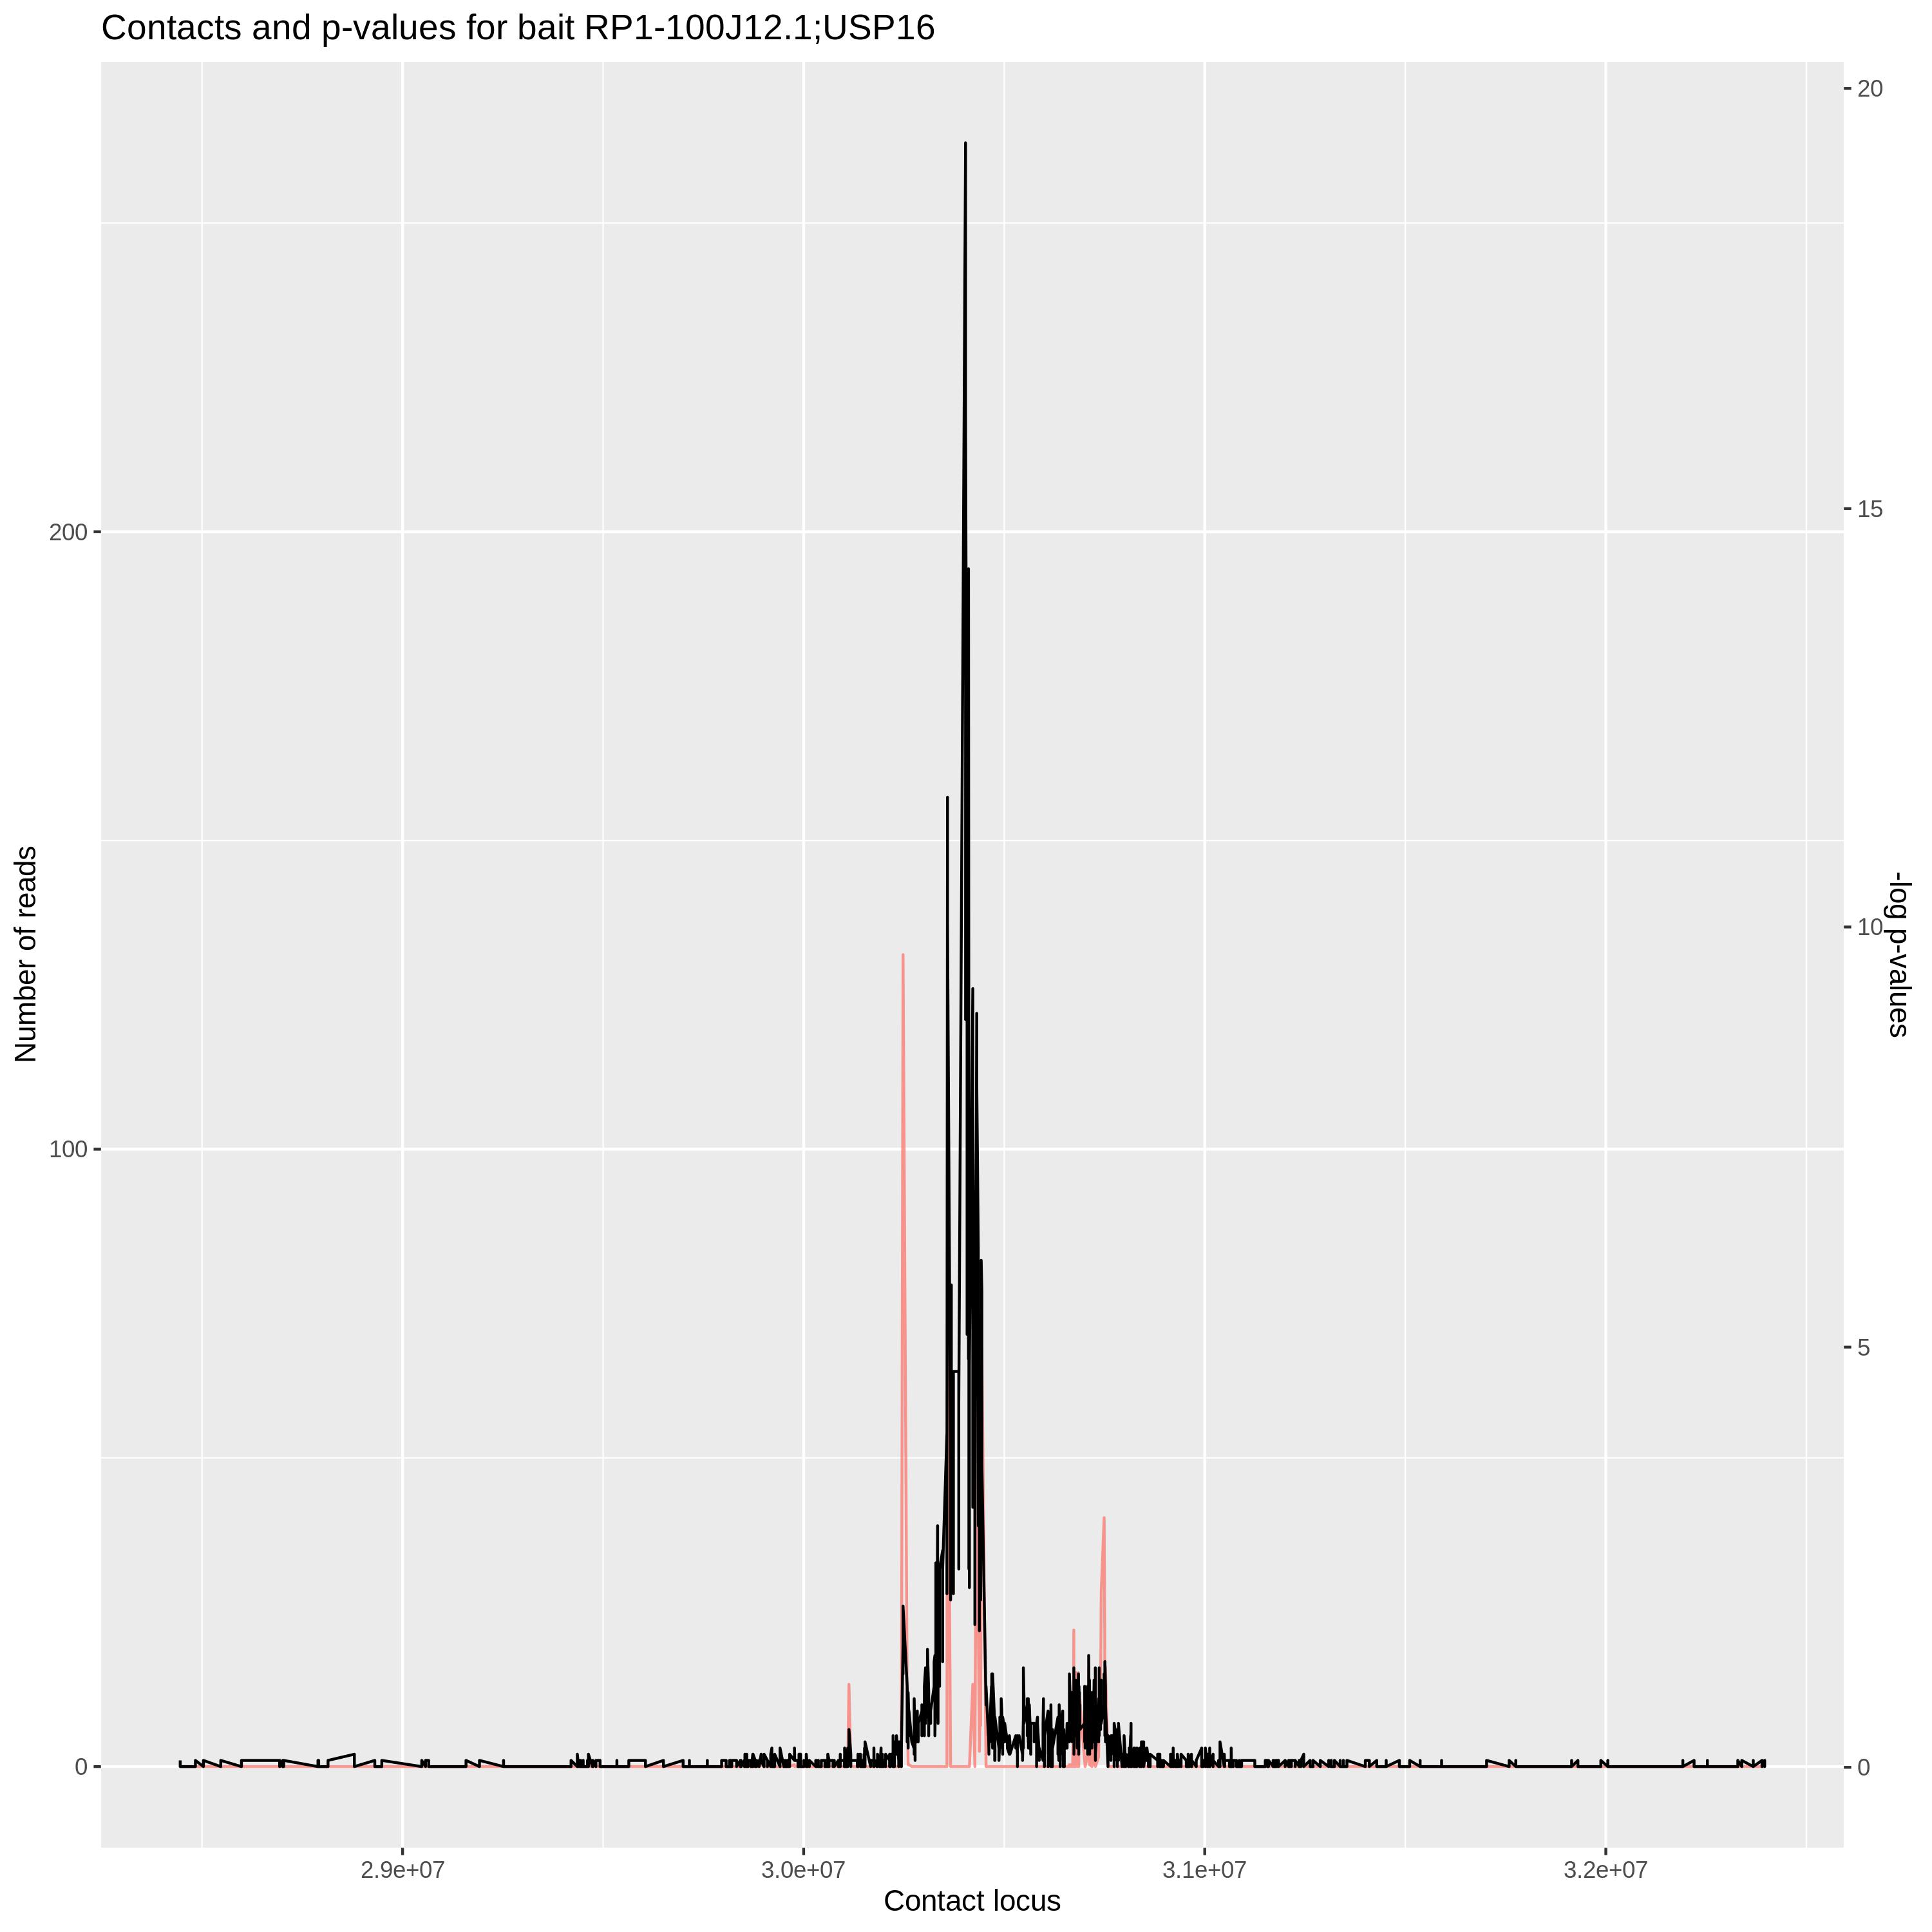 Contacts and p-values for bait RP1-100J12.1;USP16
20
15
10
5
0
-log p-values
200
100
0
Number of reads
2.9e+07 3.0e+07 3.1e+07 3.2e+07
Contact locus